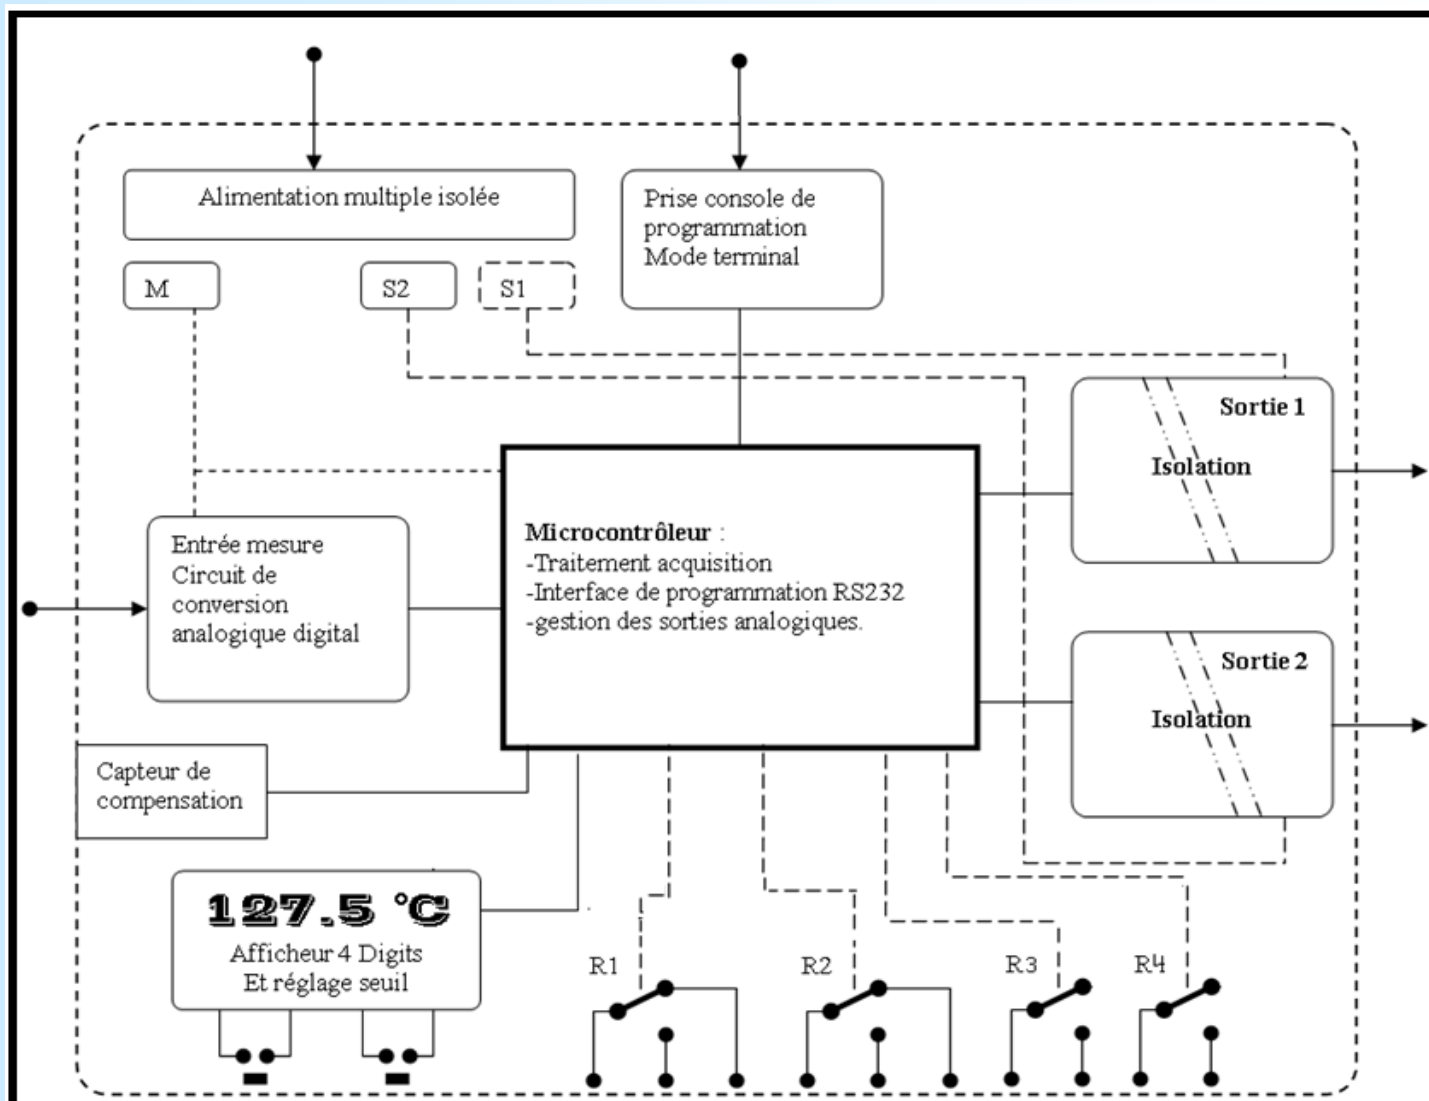 Alimentation multiple isolée
Prise console de
programmation
Mode terminal
M
S2
S1
Sortie 1
Isolation
Entrée mesure
Circuit de
conversion
analogique digital
Microcontrôleur :
-Traitement acquisition
-Interface de programmation RS232
-gestion des sorties analogiques.
Sortie 2
Isolation
Capteur de
compensation
127.5 °C
Afficheur 4 Digits
Et réglage seuil
R1
R2
R3
R4